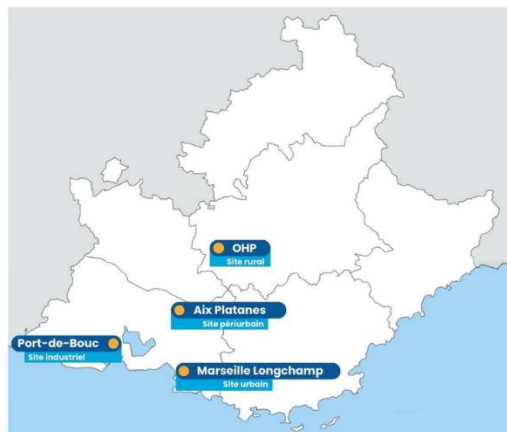 OHP
Site rural
Aix Platanes
Site périurbain
Port-de-Bouc
Site industriel
Marseille Longchamp
Site urbain